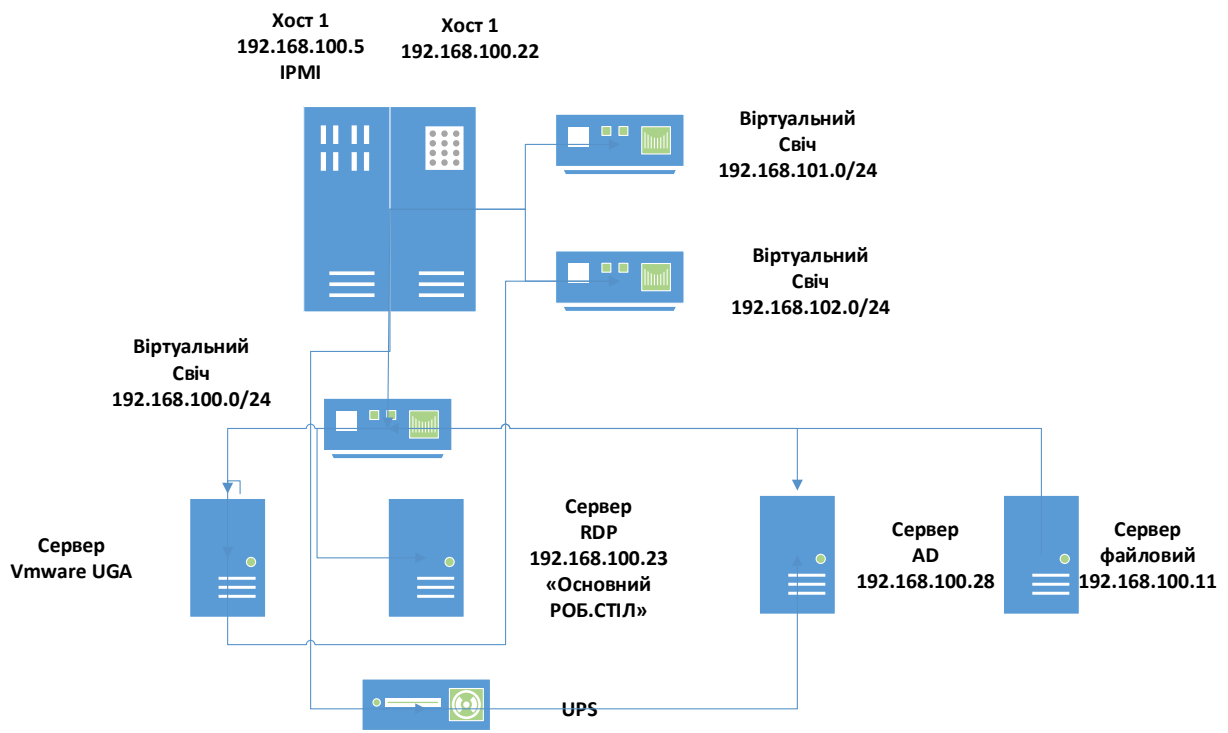 Хост 1
192.168.100.5
IPMI
Хост 1
192.168.100.22
Віртуальний
Свіч
192.168.101.0/24
Віртуальний
Свіч
192.168.102.0/24
Віртуальний
Свіч
192.168.100.0/24
Сервер
Vmware UGA
Сервер
RDP
192.168.100.23
«Основний
РОБ.СТІЛ»
Сервер
AD
192.168.100.28
Сервер
файловий
192.168.100.11
UPS